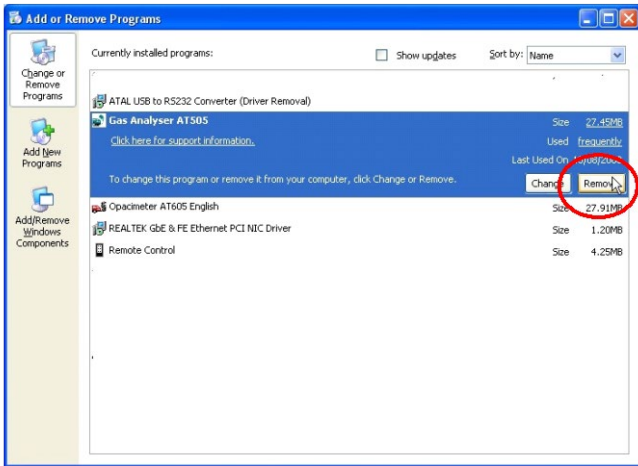 Add or Remove Programs
Change or
Remove
Programs
Add New
Programs
Add/Remove
Windows
Components
Currently installed programs:
Show updates
Sort by: Name
ATAL USB to RS232 Converter (Driver Removal)
Gas Analyser AT505
Size 27.45MB
Click here for support information.
Used frequently
Last Used On
To change this program or remove it from your computer, click Change or Remove.
Change
Remove
Opacimeter AT605 English
Size 27.91MB
REALTEK GbE & FE Ethernet PCI NIC Driver
Size 1.20MB
Remote Control
Size 4.25MB